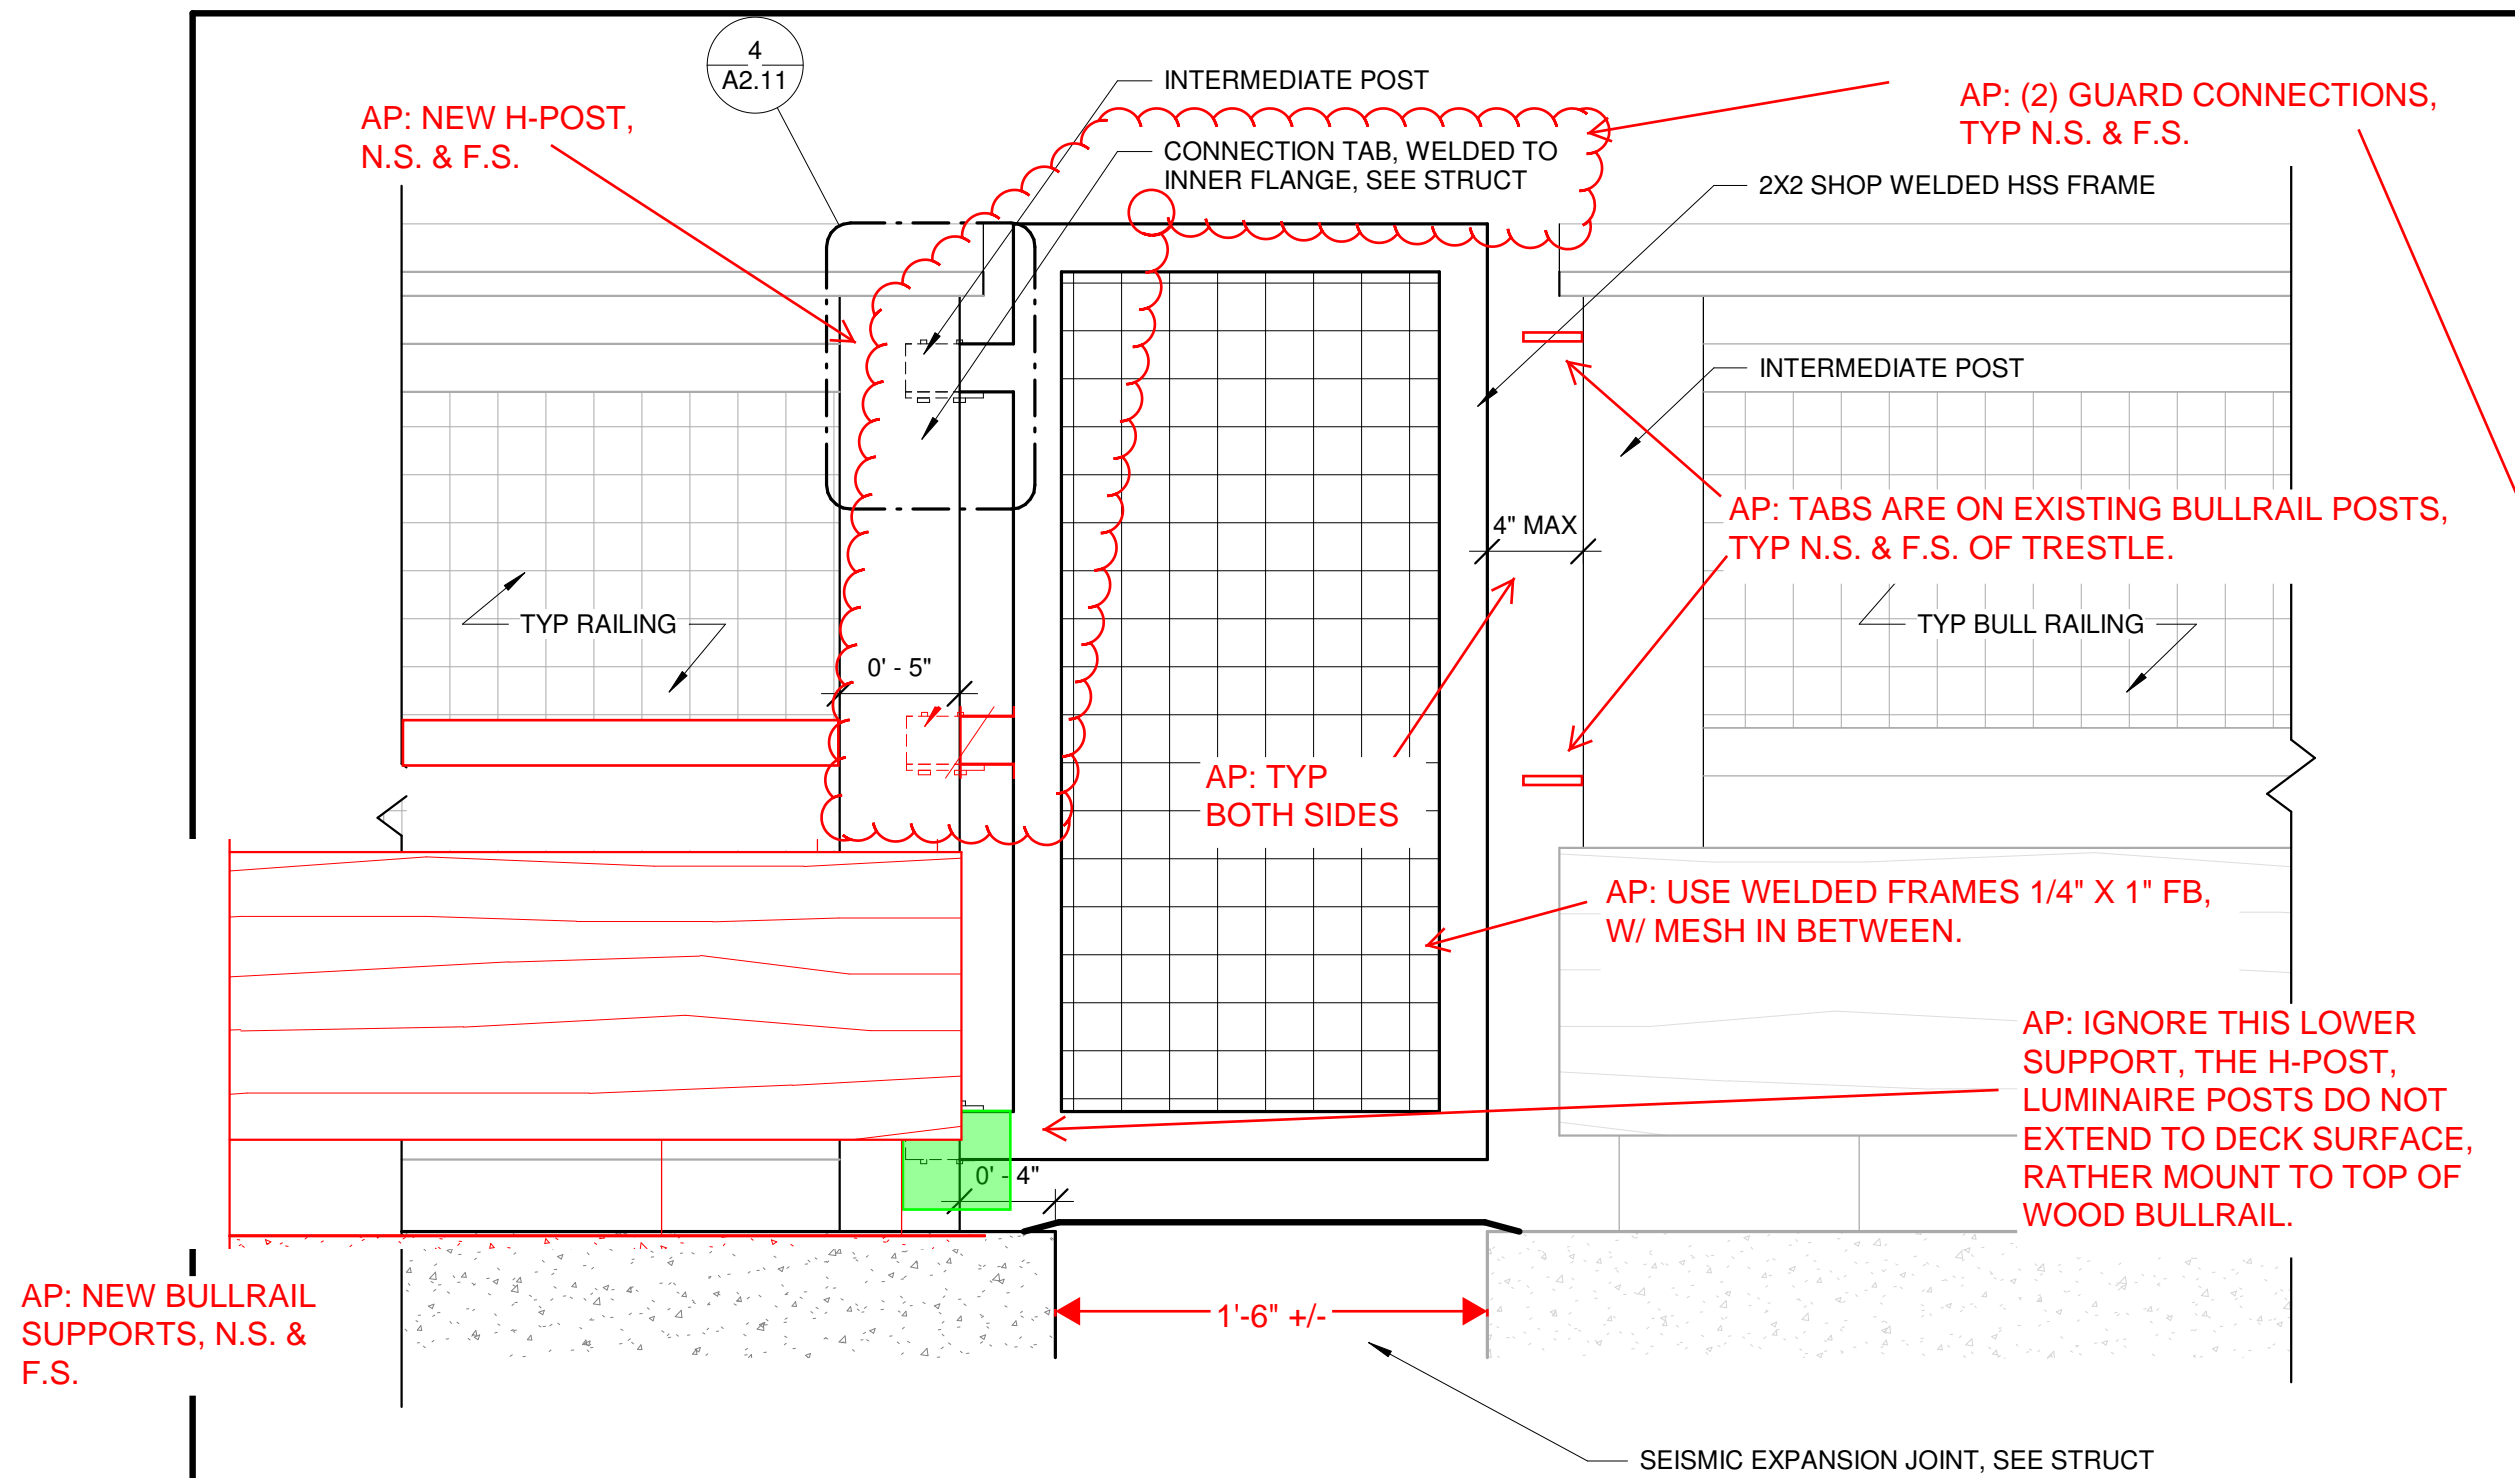 4
A2.11
INTERMEDIATE POST
AP: NEW H-POST,
N.S. & F.S.
AP: (2) GUARD CONNECTIONS,
TYP N.S. & F.S.
CONNECTION TAB, WELDED TO
INNER FLANGE, SEE STRUCT
2X2 SHOP WELDED HSS FRAME
INTERMEDIATE POST
AP: TABS ARE ON EXISTING BULLRAIL POSTS,
TYP N.S. & F.S. OF TRESTLE.
4" MAX
TYP RAILING
TYP BULL RAILING
0' - 5"
AP: TYP
BOTH SIDES
AP: USE WELDED FRAMES 1/4" X 1" FB,
W/ MESH IN BETWEEN.
AP: IGNORE THIS LOWER
SUPPORT, THE H-POST,
LUMINAIRE POSTS DO NOT
EXTEND TO DECK SURFACE,
RATHER MOUNT TO TOP OF
WOOD BULLRAIL.
0' - 4"
AP: NEW BULLRAIL
SUPPORTS, N.S. &
F.S.
1'-6" +/-
SEISMIC EXPANSION JOINT, SEE STRUCT